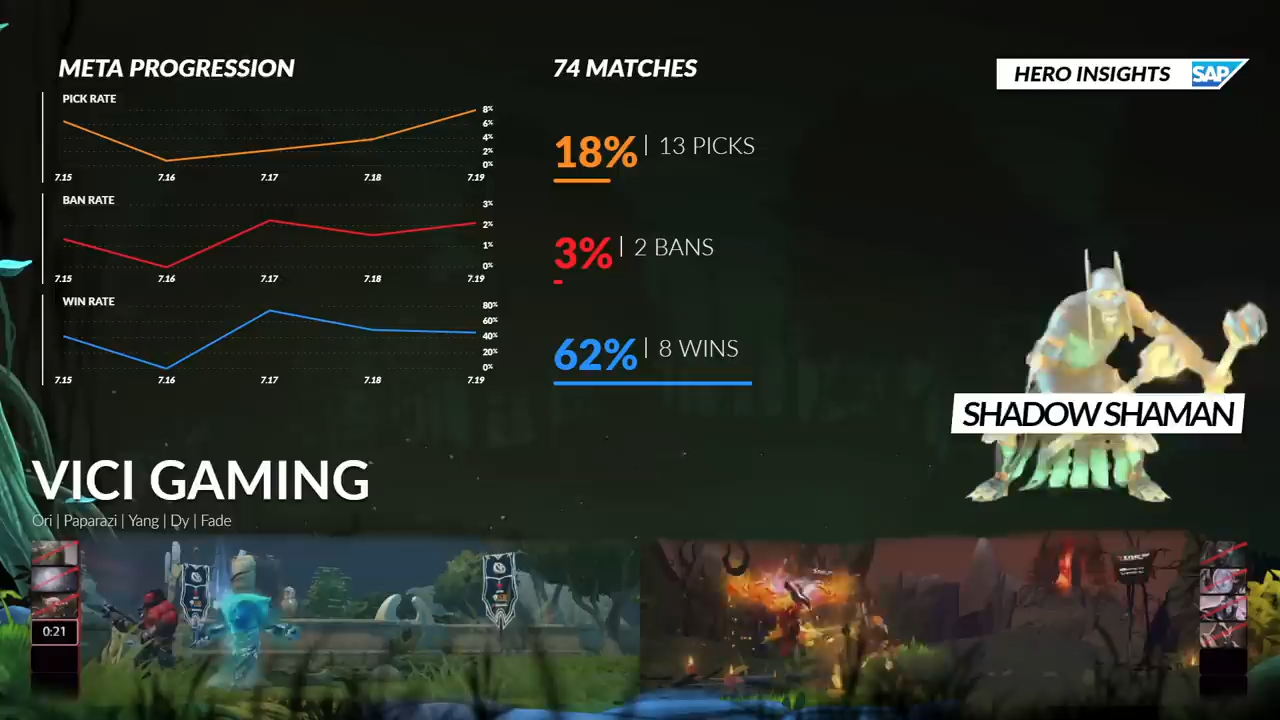 META PROGRESSION
74 MATCHES
HERO INSIGHTS SAP
PICK RATE
8%
6%
4%
2%
0%
7.15 7.16 7.17 7.18 7.19
18% | 13 PICKS
BAN RATE
3%
2%
1%
0%
7.15 7.16 7.17 7.18 7.19
3% | 2 BANS
WIN RATE
80%
60%
40%
20%
0%
7.15 7.16 7.17 7.18 7.19
62% | 8 WINS
SHADOW SHAMAN
VICI GAMING
Ori | Paparazi | Yang | Dy | Fade
0:21